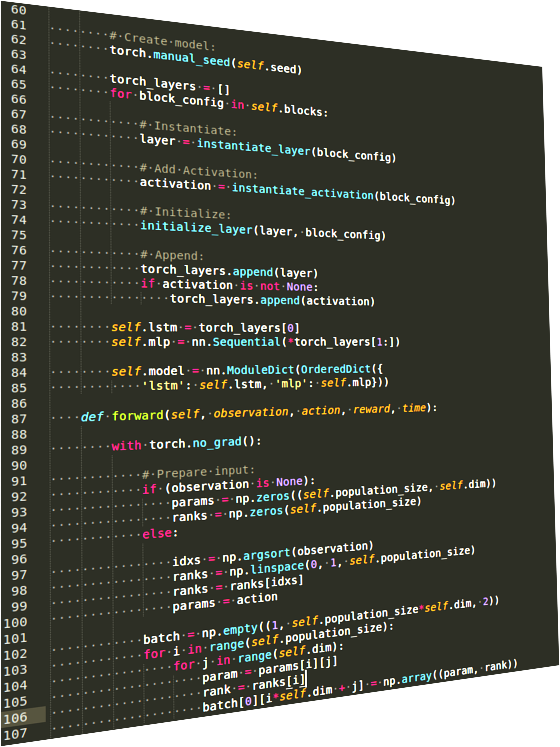 60
61 # Create model:
62 torch.manual_seed(self.seed)
63
64 torch_layers = []
65 for block_config in self.blocks:
66
67 # Instantiate:
68 layer = instantiate_layer(block_config)
69
70 # Add Activation:
71 activation = instantiate_activation(block_config)
72
73 # Initialize:
74 initialize_layer(layer, block_config)
75
76 # Append:
77 torch_layers.append(layer)
78 if activation is not None:
79 torch_layers.append(activation)
80
81 self.lstm = torch_layers[0]
82 self.mlp = nn.Sequential(*torch_layers[1:])
83
84 self.model = nn.ModuleDict(OrderedDict({
85 'lstm': self.lstm, 'mlp': self.mlp}))
86
87 def forward(self, observation, action, reward, time):
88
89 with torch.no_grad():
90
91 # Prepare input:
92 if (observation is None):
93 params = np.zeros((self.population_size, self.dim))
94 ranks = np.zeros(self.population_size)
95 else:
96
97 idxs = np.argsort(observation)
98 ranks = np.linspace(0, 1, self.population_size)
99 ranks = ranks[idxs]
100 params = action
101
102 batch = np.empty((1, self.population_size*self.dim, 2))
103 for i in range(self.population_size):
104 for j in range(self.dim):
105 param = params[i][j]
106 rank = ranks[i]
107 batch[0][i*self.dim + j] = np.array((param, rank))